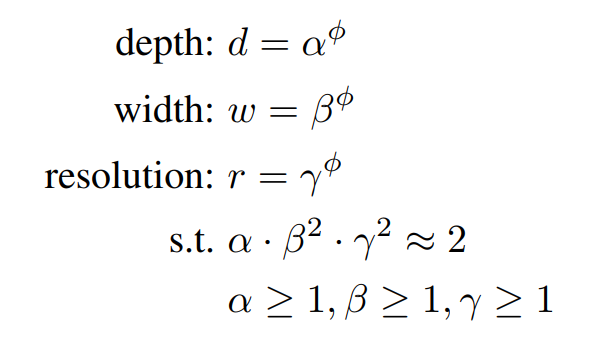 depth: d = α^ϕ
width: w = β^ϕ
resolution: r = γ^ϕ
s.t. α · β² · γ² ≈ 2
α ≥ 1, β ≥ 1, γ ≥ 1